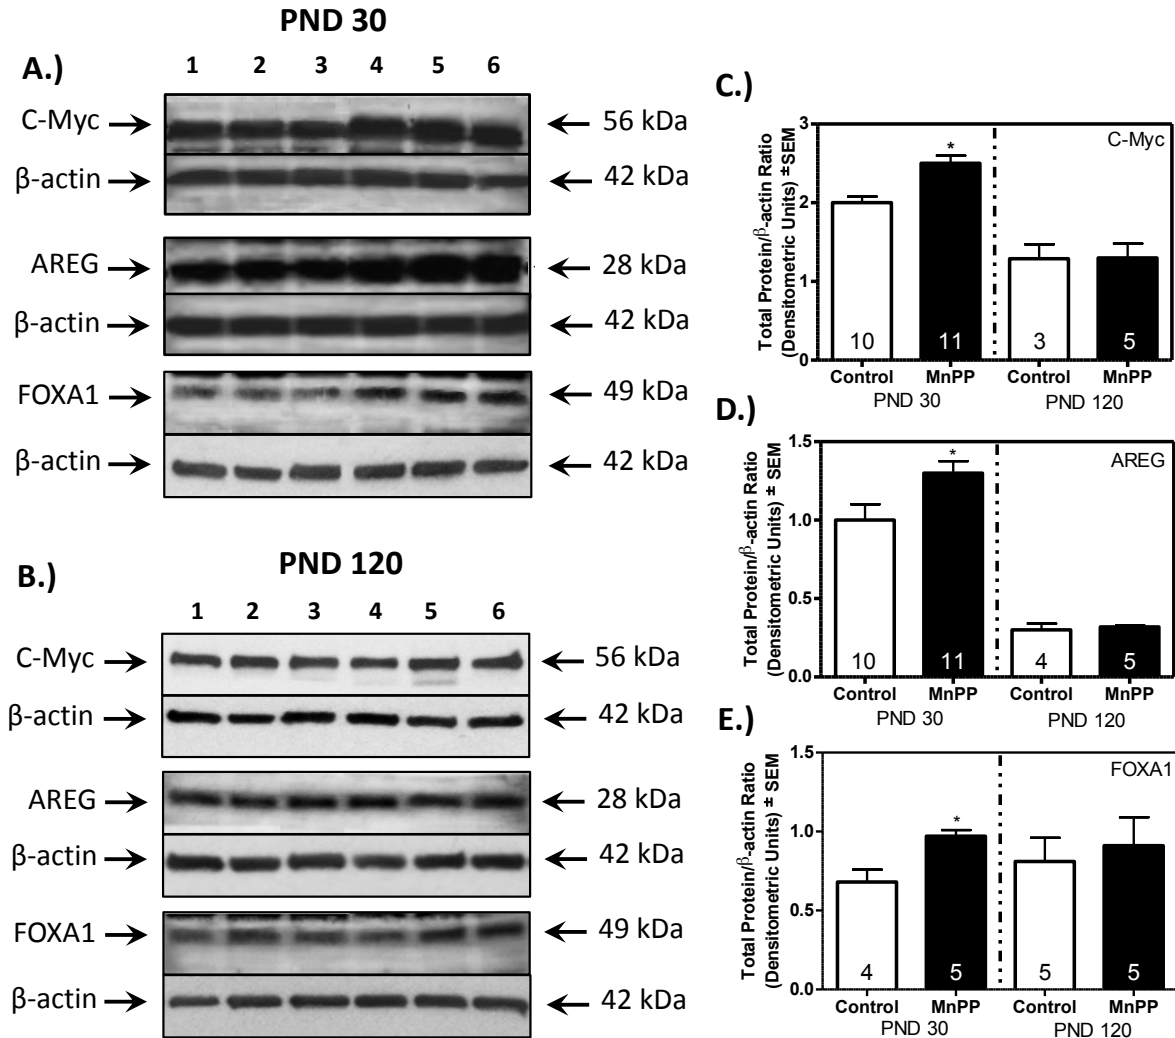 PND 30
A.)
1 2 3 4 5 6
C-Myc 56 kDa
β-actin 42 kDa
AREG 28 kDa
β-actin 42 kDa
FOXA1 49 kDa
β-actin 42 kDa
B.)
PND 120
1 2 3 4 5 6
C-Myc 56 kDa
β-actin 42 kDa
AREG 28 kDa
β-actin 42 kDa
FOXA1 49 kDa
β-actin 42 kDa
C.)
Total Protein/β-actin Ratio
(Densitometric Units) ± SEM
3
2
1
0
C-Myc
*
10 11 3 5
Control MnPP Control MnPP
PND 30 PND 120
D.)
Total Protein/β-actin Ratio
(Densitometric Units) ± SEM
1.5
1.0
0.5
0.0
AREG
*
10 11 4 5
Control MnPP Control MnPP
PND 30 PND 120
E.)
Total Protein/β-actin Ratio
(Densitometric Units) ± SEM
1.5
1.0
0.5
0.0
FOXA1
*
4 5 5 5
Control MnPP Control MnPP
PND 30 PND 120